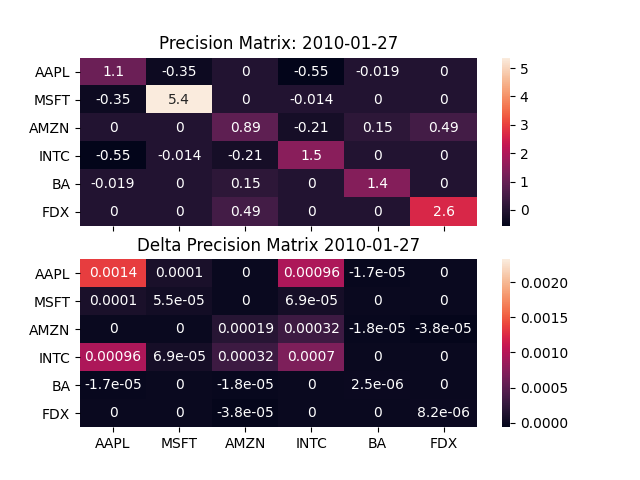 Precision Matrix: 2010-01-27
AAPL 1.1 -0.35 0 -0.55 -0.019 0
MSFT -0.35 5.4 0 -0.014 0 0
AMZN 0 0 0.89 -0.21 0.15 0.49
INTC -0.55 -0.014 -0.21 1.5 0 0
BA -0.019 0 0.15 0 1.4 0
FDX 0 0 0.49 0 0 2.6
5
4
3
2
1
0
Delta Precision Matrix 2010-01-27
AAPL 0.0014 0.0001 0 0.00096 -1.7e-05 0
MSFT 0.0001 5.5e-05 0 6.9e-05 0 0
AMZN 0 0 0.00019 0.00032 -1.8e-05 -3.8e-05
INTC 0.00096 6.9e-05 0.00032 0.0007 0 0
BA -1.7e-05 0 -1.8e-05 0 2.5e-06 0
FDX 0 0 -3.8e-05 0 0 8.2e-06
AAPL MSFT AMZN INTC BA FDX
0.0020
0.0015
0.0010
0.0005
0.0000